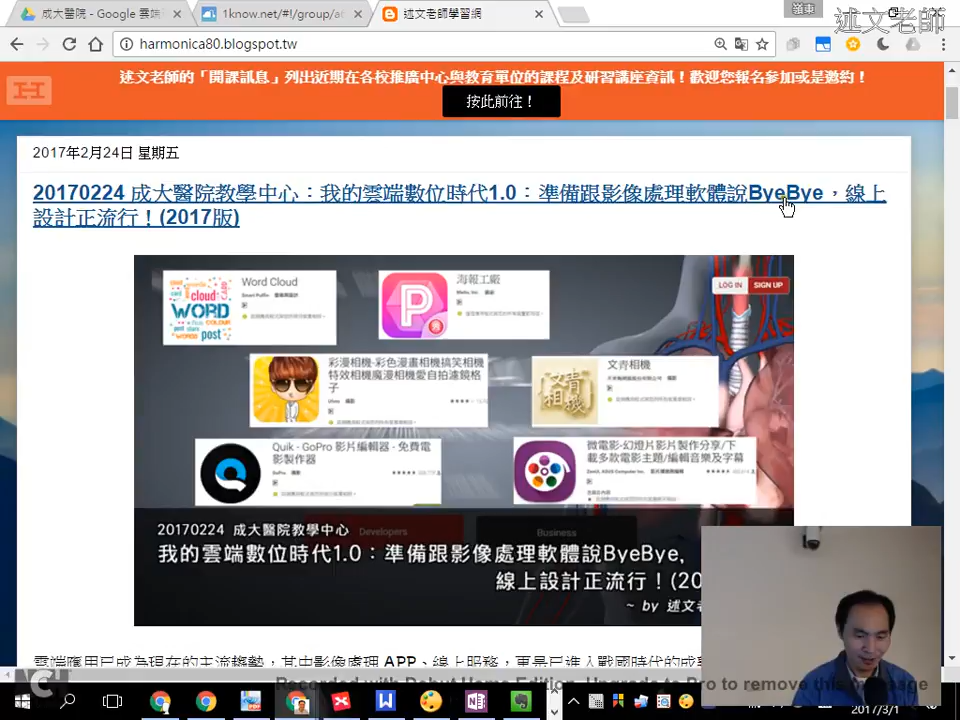 成大醫院 - Google 雲端
1know.net/#!/group/a6
述文老師學習網
述文老師
harmonica80.blogspot.tw
述文老師的「開課訊息」列出近期在各校推廣中心與教育單位的課程及研習講座資訊！歡迎您報名參加或是邀約！
按此前往！
2017年2月24日 星期五
20170224 成大醫院教學中心：我的雲端數位時代1.0：準備跟影像處理軟體說ByeBye，線上
設計正流行！(2017版)
Word Cloud
海報工廠
LOG IN
SIGN UP
WORD
彩漫相機-彩色漫畫相機搞笑相機
特效相機魔漫相機愛自拍濾鏡格
子
文青相機
文青
相機
Quik - GoPro 影片編輯器 - 免費電
影製作器
微電影-幻燈片影片製作分享/下
載多款電影主題/編輯音樂及字幕
20170224 成大醫院教學中心
Developers
Business
我的雲端數位時代1.0：準備跟影像處理軟體說ByeBye,
線上設計正流行！(20
~ by 述文
雲端應用已成為現在的主流趨勢，其中影像處理 APP、線上服務，更是已進入戰國時代的成
Recorded with Debut Home Edition. Upgrade to Pro to remove this message
2017/3/1